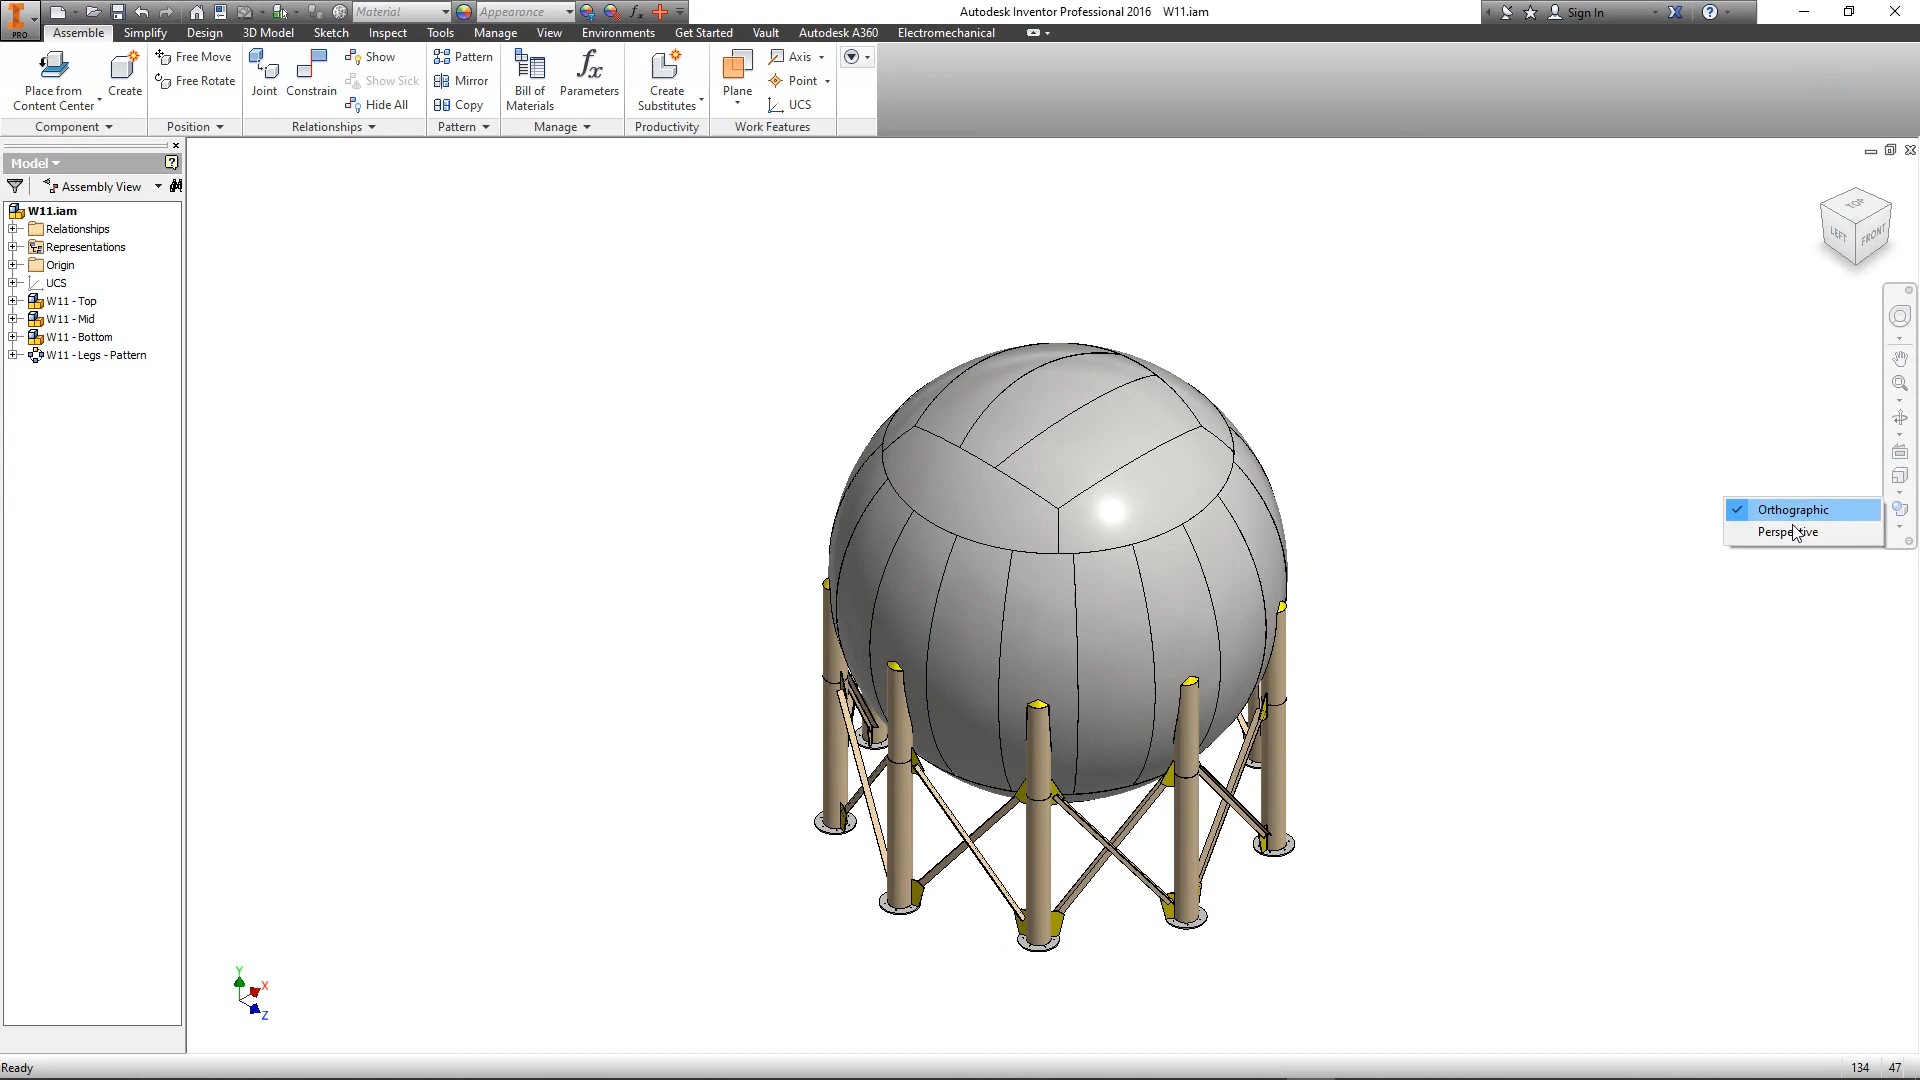 PRO
Material
Appearance
fx
Autodesk Inventor Professional 2016 W11.iam
Sign In
Assemble Simplify Design 3D Model Sketch Inspect Tools Manage View Environments Get Started Vault Autodesk A360 Electromechanical
Place from
Content Center
Create
Free Move
Free Rotate
Joint
Constrain
Show
Show Sick
Hide All
Pattern
Mirror
Copy
Bill of
Materials
fx
Parameters
Create
Substitutes
Plane
Axis
Point
UCS
Component Position Relationships Pattern Manage Productivity Work Features
Model
Assembly View
W11.iam
Relationships
Representations
Origin
UCS
W11 - Top
W11 - Mid
W11 - Bottom
W11 - Legs - Pattern
TOP
LEFT FRONT
Orthographic
Perspective
Y
X
Z
Ready
134 47